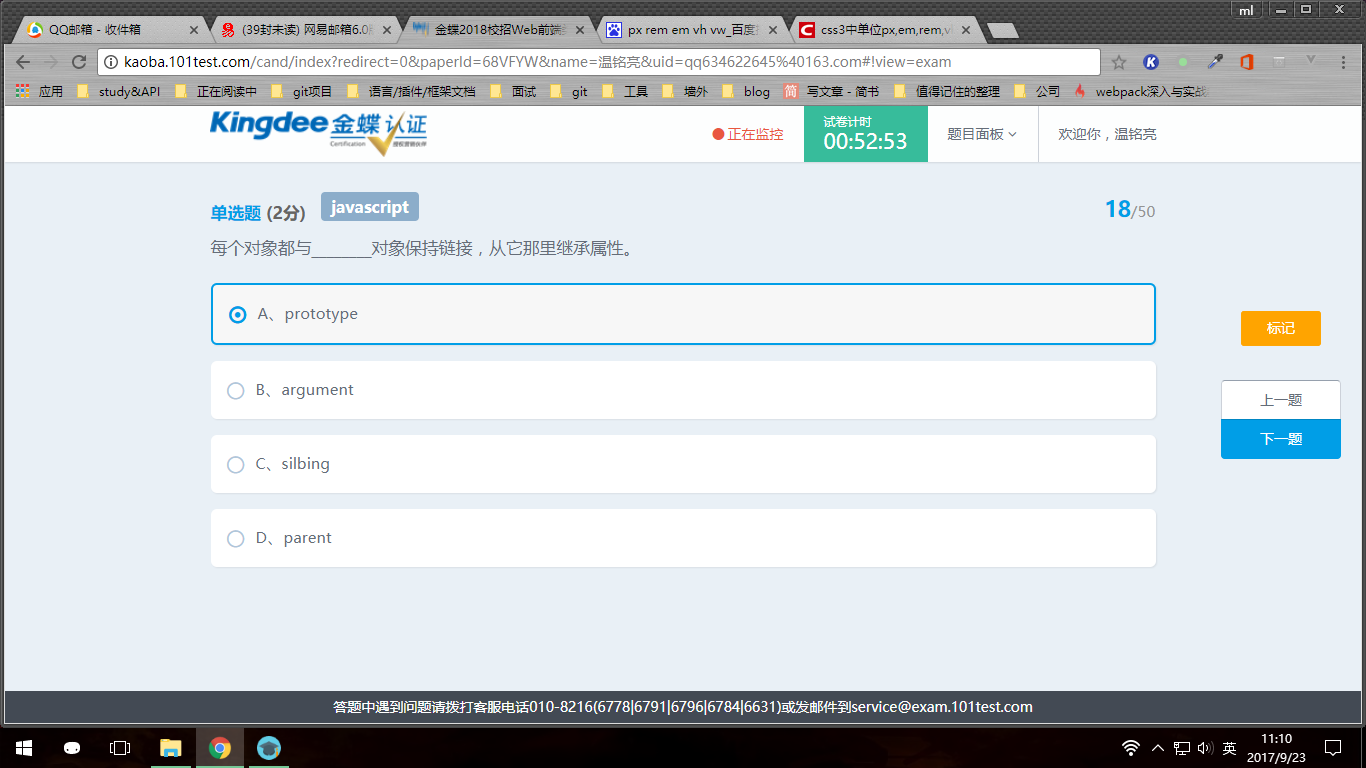 ml
QQ邮箱 - 收件箱
(39封未读) 网易邮箱6.0
金蝶2018校招Web前端
px rem em vh vw_百度
css3中单位px,em,rem,v
kaoba.101test.com/cand/index?redirect=0&paperId=68VFYW&name=温铭亮&uid=qq634622645%40163.com#!view=exam
应用 study&API 正在阅读中 git项目 语言/插件/框架文档 面试 git 工具 墙外 blog 简 写文章 - 简书 值得记住的整理 公司 webpack深入与实战
Kingdee金蝶 认证
Certification 授权营销伙伴
正在监控
试卷计时
00:52:53
题目面板
欢迎你，温铭亮
单选题 (2分) javascript
18/50
每个对象都与_______对象保持链接，从它那里继承属性。
A、prototype
B、argument
C、silbing
D、parent
标记
上一题
下一题
答题中遇到问题请拨打客服电话010-8216(6778|6791|6796|6784|6631)或发邮件到service@exam.101test.com
英
11:10
2017/9/23